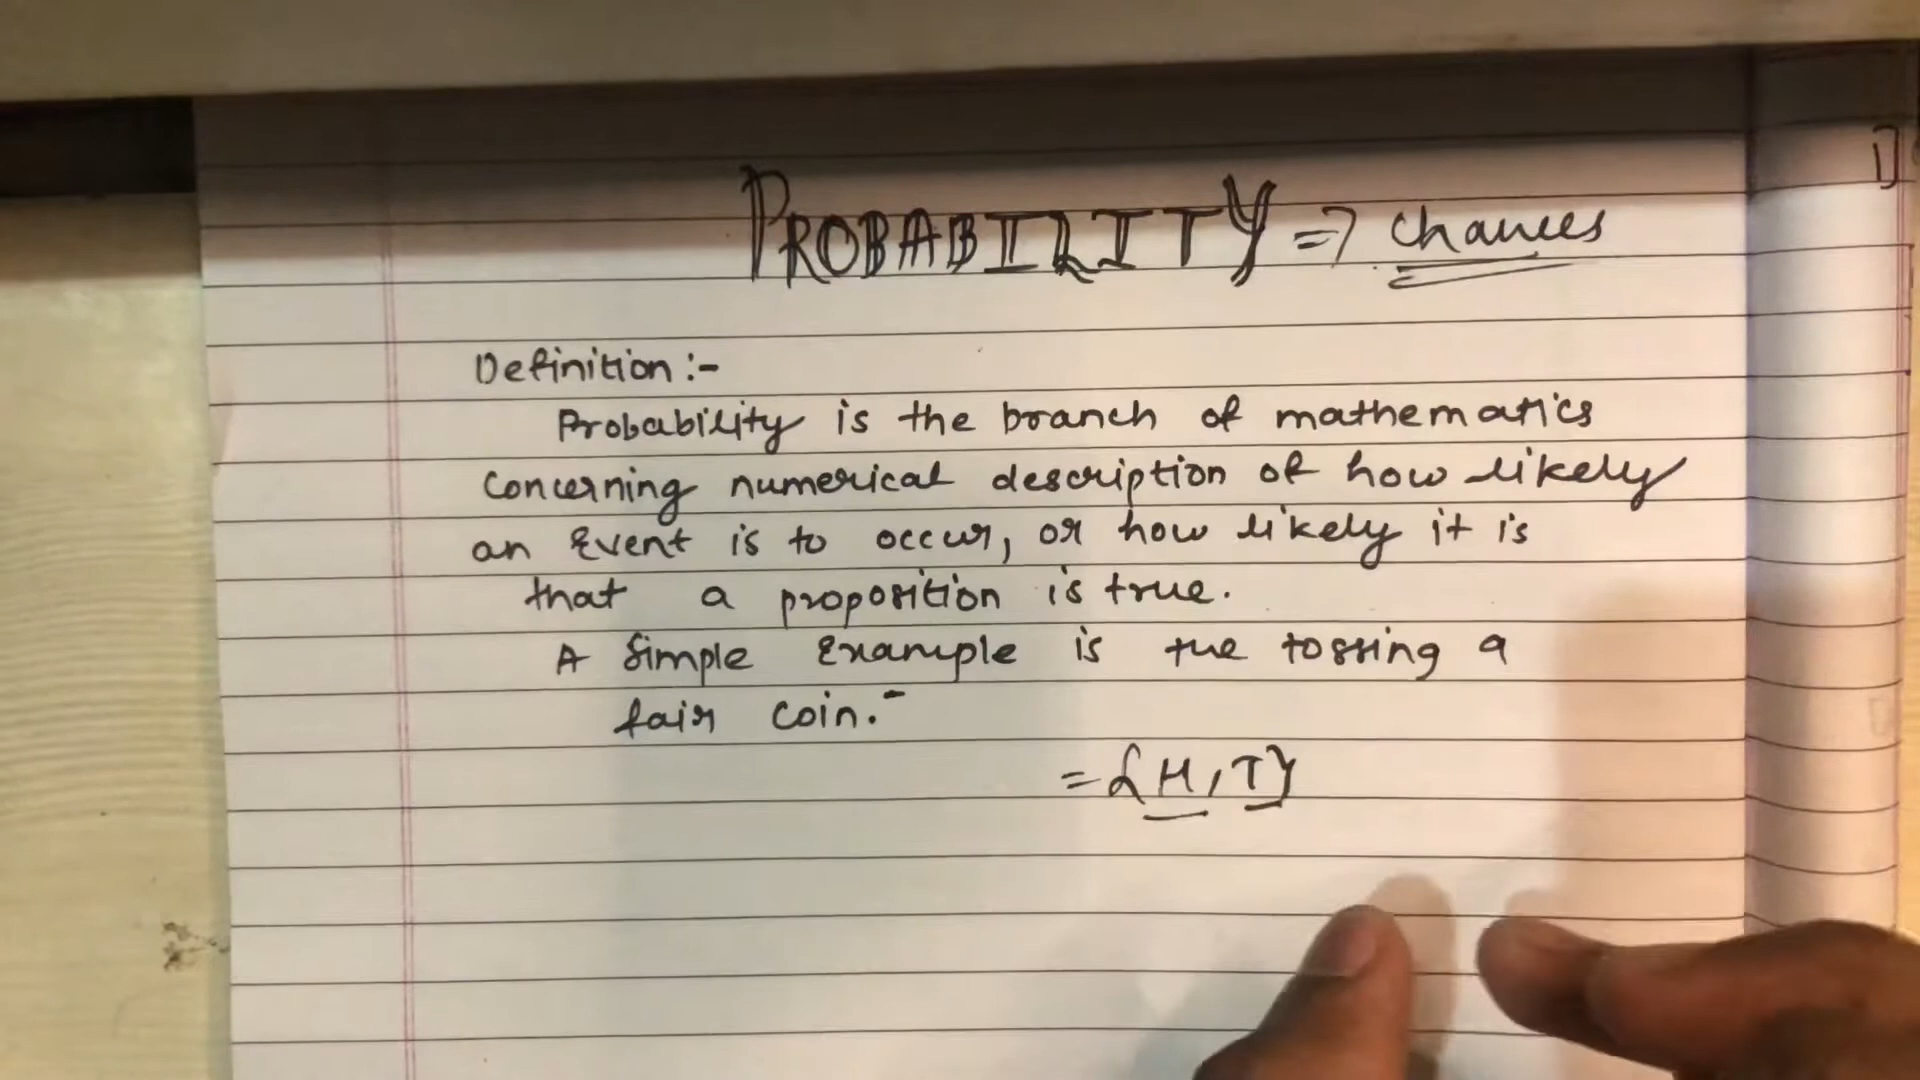 PROBABILITY => chances
Definition :-
Probability is the branch of mathematics
concerning numerical description of how likely
an Event is to occur, or how likely it is
that a proposition is true.
A Simple Example is the tossing a
fair coin.-
= {H, T}
1]